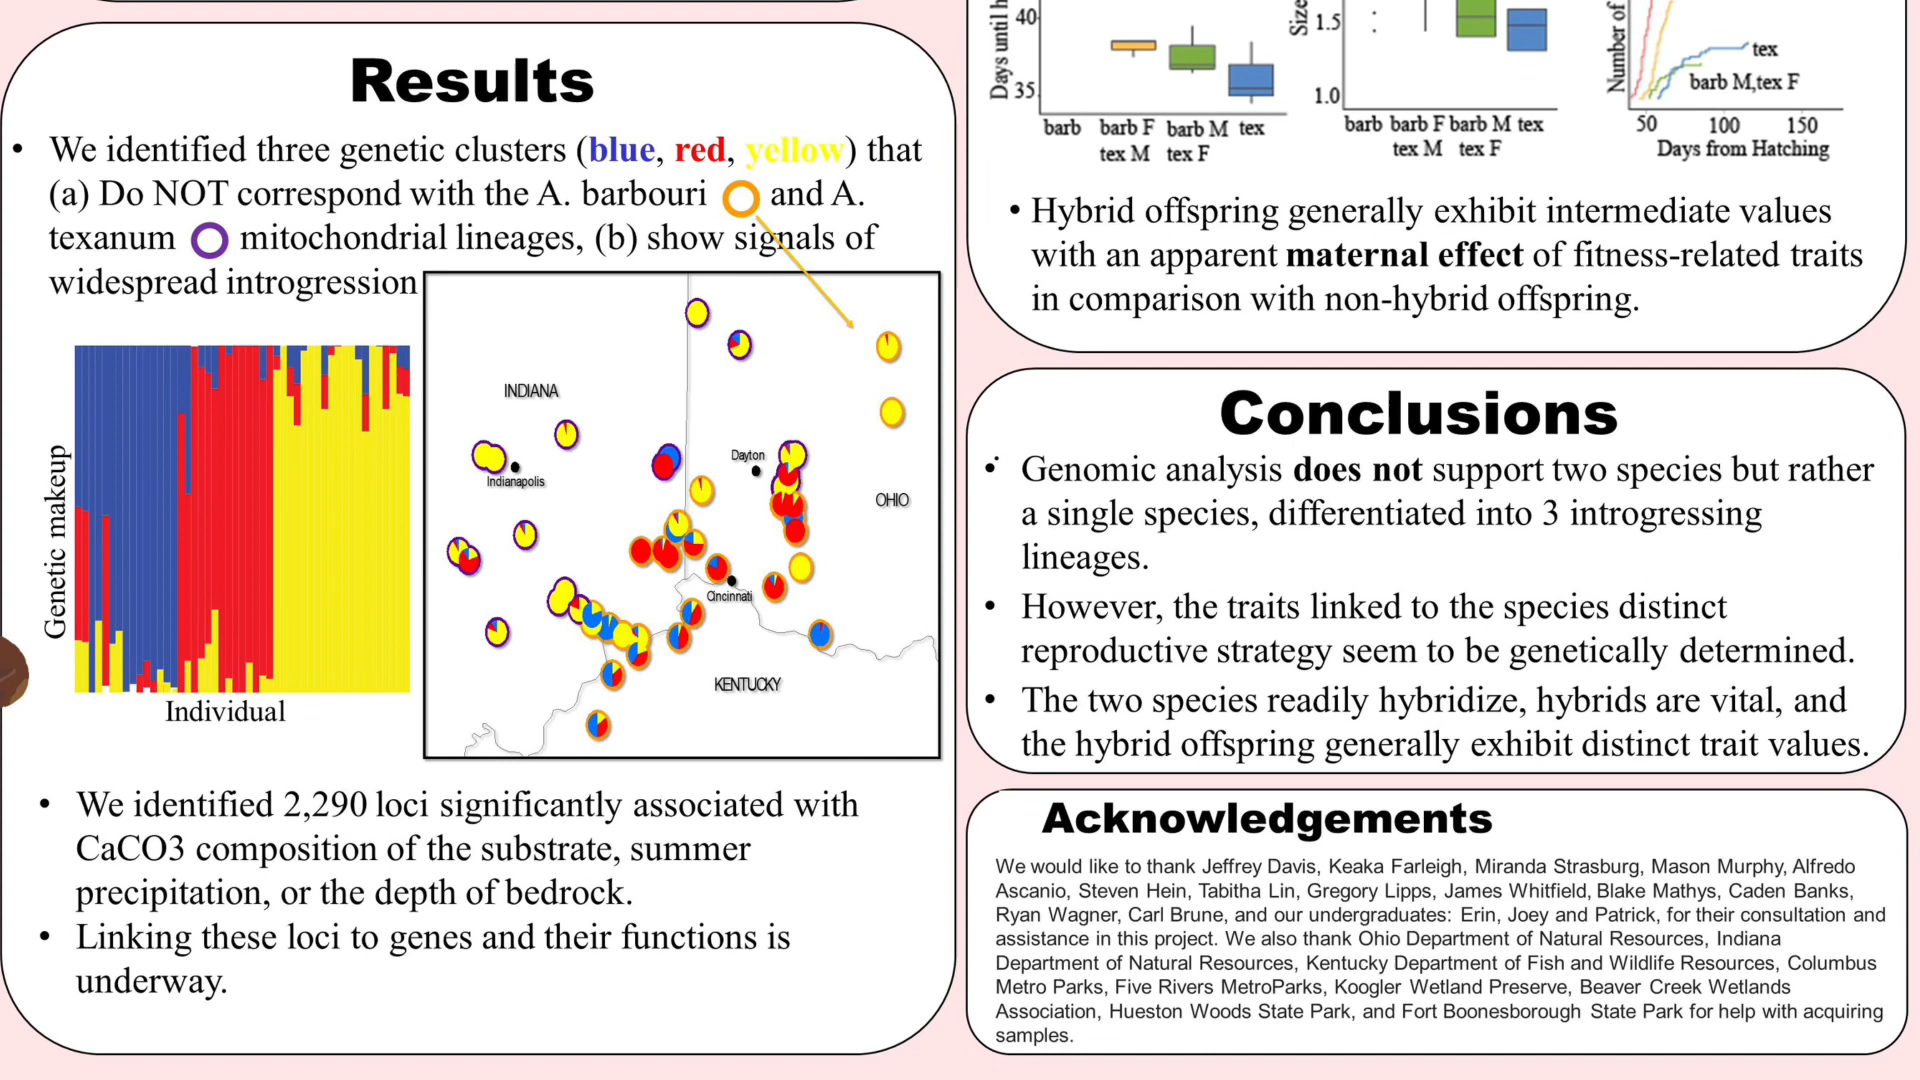 Results
• We identified three genetic clusters (blue, red, yellow) that
(a) Do NOT correspond with the A. barbouri and A.
texanum mitochondrial lineages, (b) show signals of
widespread introgression
Genetic makeup
Individual
INDIANA
Indianapolis
Dayton
OHIO
Cincinnati
KENTUCKY
• We identified 2,290 loci significantly associated with
CaCO3 composition of the substrate, summer
precipitation, or the depth of bedrock.
• Linking these loci to genes and their functions is
underway.
Days until h
40
35
barb barb F barb M tex
tex M tex F
Size
1.5
1.0
barb barb F barb M tex
tex M tex F
Number of
tex
barb M,tex F
50 100 150
Days from Hatching
• Hybrid offspring generally exhibit intermediate values
with an apparent maternal effect of fitness-related traits
in comparison with non-hybrid offspring.
Conclusions
• Genomic analysis does not support two species but rather
a single species, differentiated into 3 introgressing
lineages.
• However, the traits linked to the species distinct
reproductive strategy seem to be genetically determined.
• The two species readily hybridize, hybrids are vital, and
the hybrid offspring generally exhibit distinct trait values.
Acknowledgements
We would like to thank Jeffrey Davis, Keaka Farleigh, Miranda Strasburg, Mason Murphy, Alfredo
Ascanio, Steven Hein, Tabitha Lin, Gregory Lipps, James Whitfield, Blake Mathys, Caden Banks,
Ryan Wagner, Carl Brune, and our undergraduates: Erin, Joey and Patrick, for their consultation and
assistance in this project. We also thank Ohio Department of Natural Resources, Indiana
Department of Natural Resources, Kentucky Department of Fish and Wildlife Resources, Columbus
Metro Parks, Five Rivers MetroParks, Koogler Wetland Preserve, Beaver Creek Wetlands
Association, Hueston Woods State Park, and Fort Boonesborough State Park for help with acquiring
samples.